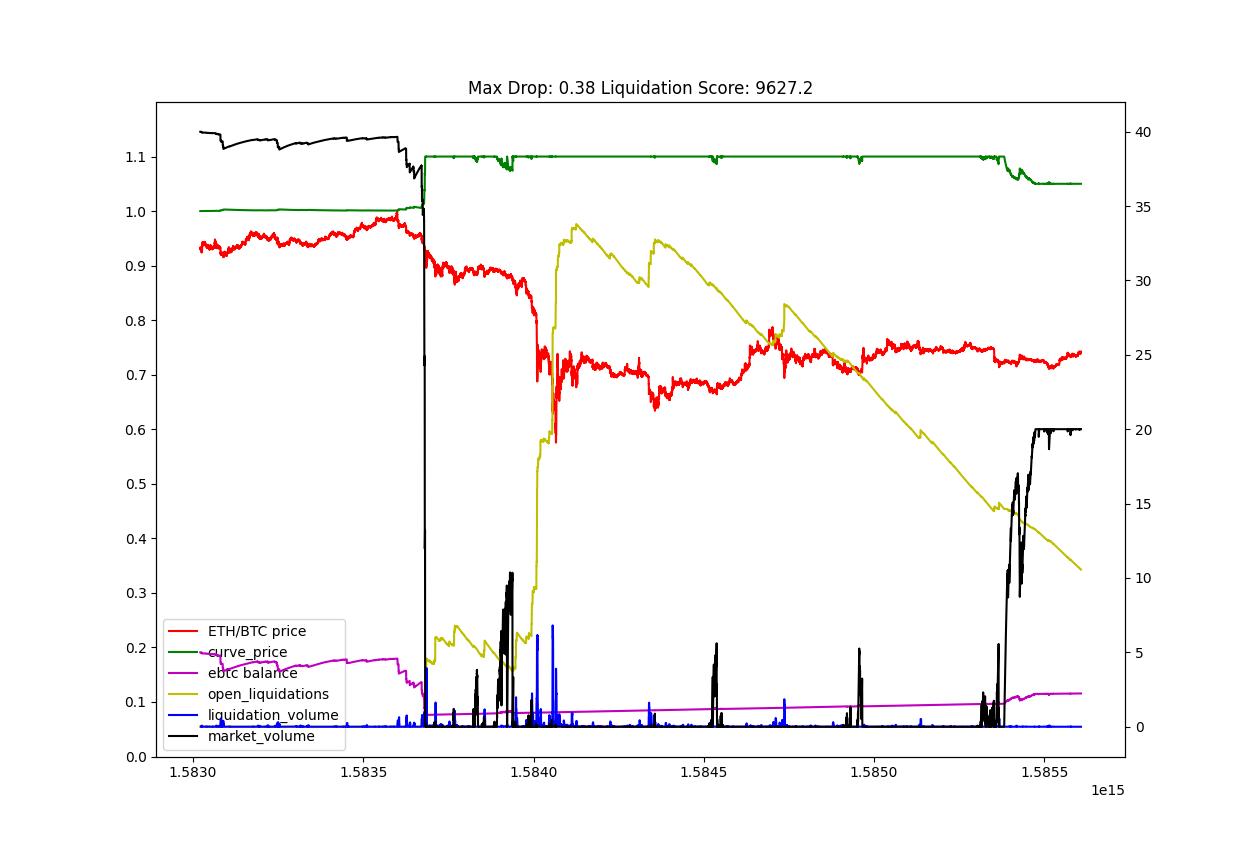 Max Drop: 0.38 Liquidation Score: 9627.2
1.1
1.0
0.9
0.8
0.7
0.6
0.5
0.4
0.3
0.2
0.1
0.0
40
35
30
25
20
15
10
5
0
ETH/BTC price
curve_price
ebtc balance
open_liquidations
liquidation_volume
market_volume
1.5830 1.5835 1.5840 1.5845 1.5850 1.5855
1e15